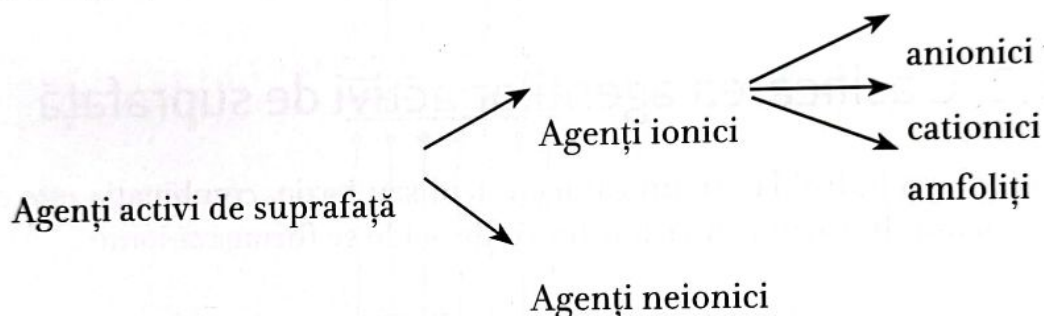 anionici
Agenți ionici
cationici
Agenți activi de suprafață
amfoliți
Agenți neionici